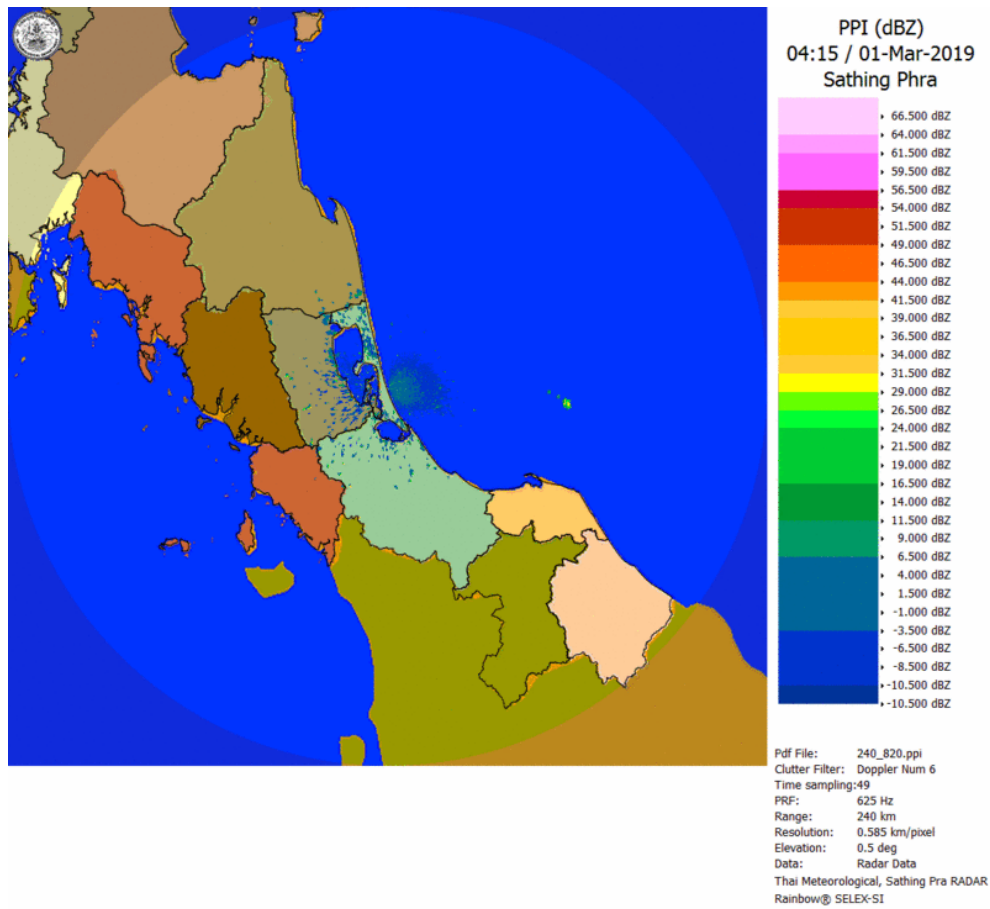 PPI (dBZ)
04:15 / 01-Mar-2019
Sathing Phra
66.500 dBZ
64.000 dBZ
61.500 dBZ
59.500 dBZ
56.500 dBZ
54.000 dBZ
51.500 dBZ
49.000 dBZ
46.500 dBZ
44.000 dBZ
41.500 dBZ
39.000 dBZ
36.500 dBZ
34.000 dBZ
31.500 dBZ
29.000 dBZ
26.500 dBZ
24.000 dBZ
21.500 dBZ
19.000 dBZ
16.500 dBZ
14.000 dBZ
11.500 dBZ
9.000 dBZ
6.500 dBZ
4.000 dBZ
1.500 dBZ
-1.000 dBZ
-3.500 dBZ
-6.500 dBZ
-8.500 dBZ
-10.500 dBZ
-10.500 dBZ
Pdf File: 240_820.ppi
Clutter Filter: Doppler Num 6
Time sampling:49
PRF: 625 Hz
Range: 240 km
Resolution: 0.585 km/pixel
Elevation: 0.5 deg
Data: Radar Data
Thai Meteorological, Sathing Pra RADAR
Rainbow® SELEX-SI